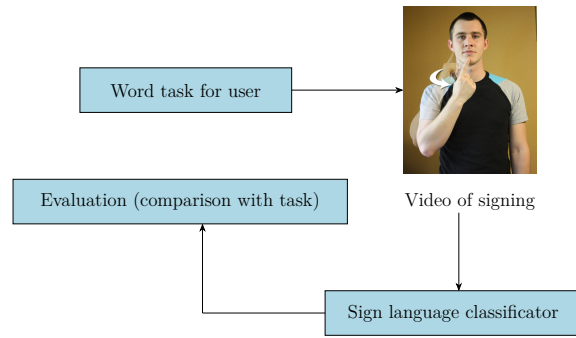 Word task for user
Video of signing
Evaluation (comparison with task)
Sign language classificator